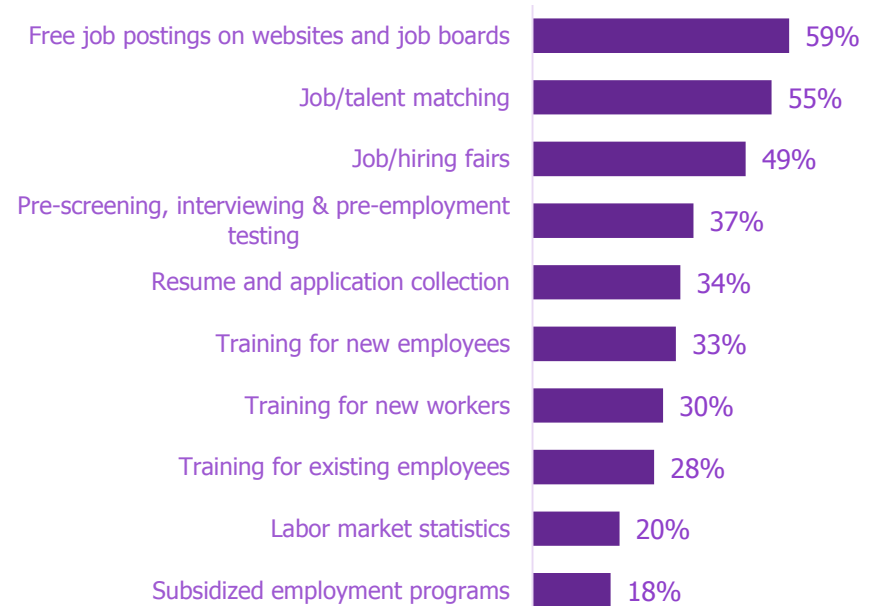 Free job postings on websites and job boards 59%
Job/talent matching 55%
Job/hiring fairs 49%
Pre-screening, interviewing & pre-employment
testing 37%
Resume and application collection 34%
Training for new employees 33%
Training for new workers 30%
Training for existing employees 28%
Labor market statistics 20%
Subsidized employment programs 18%